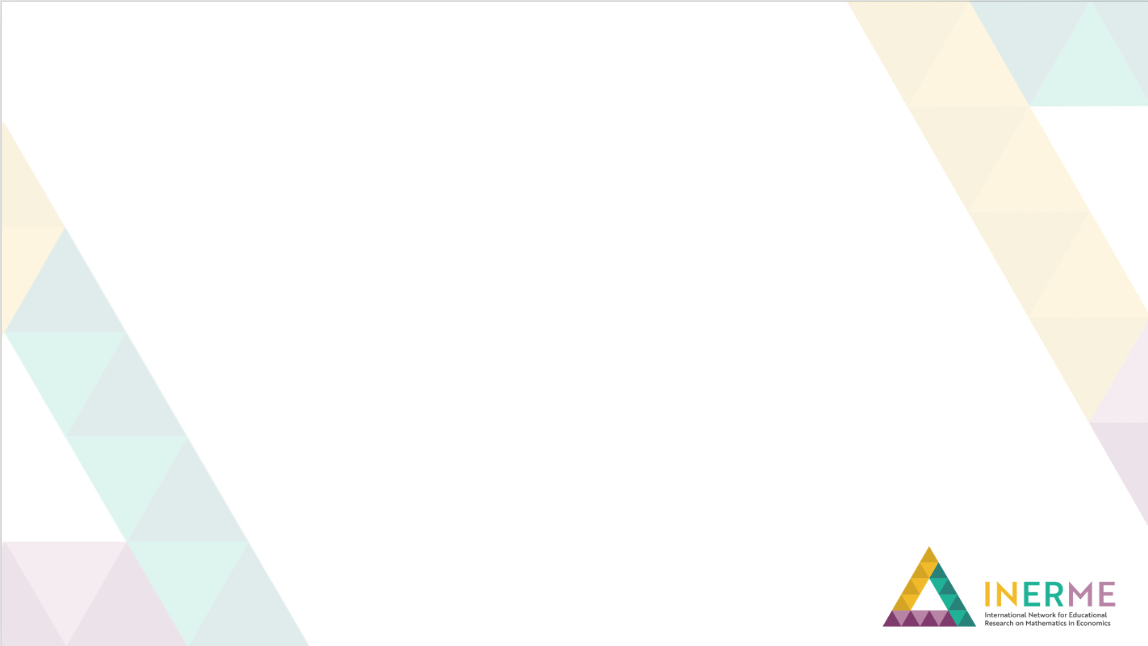 INERME
International Network for Educational
Research on Mathematics in Economics